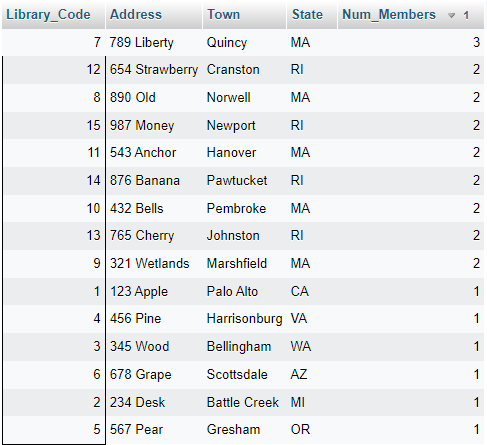 Library_Code Address Town State Num_Members 1
7 789 Liberty Quincy MA 3
12 654 Strawberry Cranston RI 2
8 890 Old Norwell MA 2
15 987 Money Newport RI 2
11 543 Anchor Hanover MA 2
14 876 Banana Pawtucket RI 2
10 432 Bells Pembroke MA 2
13 765 Cherry Johnston RI 2
9 321 Wetlands Marshfield MA 2
1 123 Apple Palo Alto CA 1
4 456 Pine Harrisonburg VA 1
3 345 Wood Bellingham WA 1
6 678 Grape Scottsdale AZ 1
2 234 Desk Battle Creek MI 1
5 567 Pear Gresham OR 1